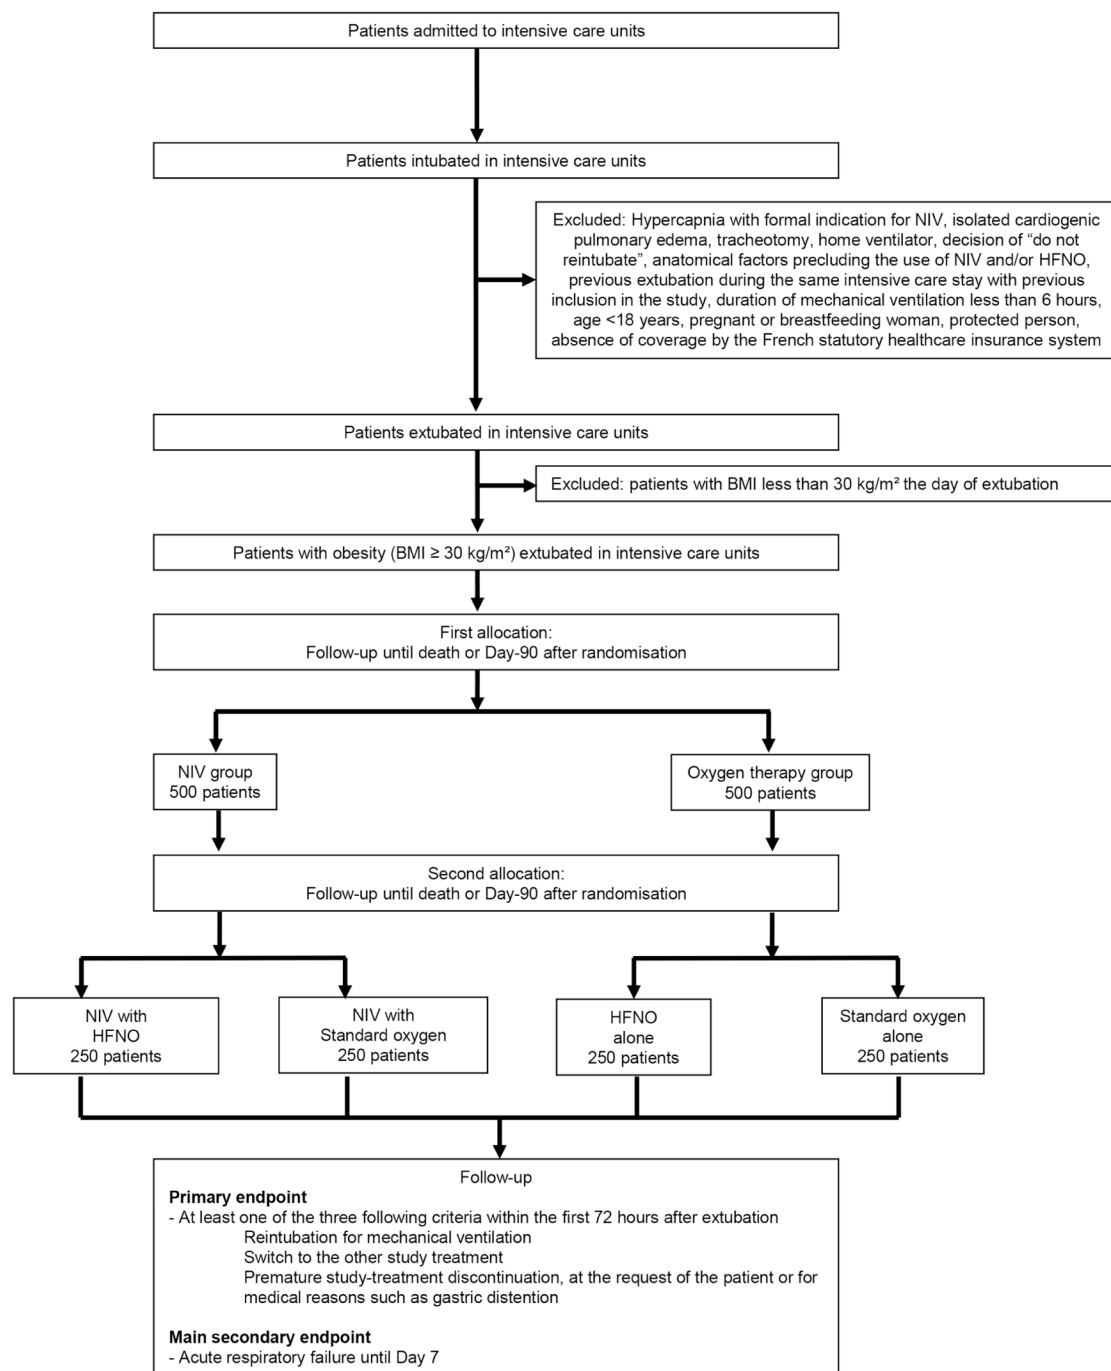 Patients admitted to intensive care units
Patients intubated in intensive care units
Excluded: Hypercapnia with formal indication for NIV, isolated cardiogenic
pulmonary edema, tracheotomy, home ventilator, decision of “do not
reintubate”, anatomical factors precluding the use of NIV and/or HFNO,
previous extubation during the same intensive care stay with previous
inclusion in the study, duration of mechanical ventilation less than 6 hours,
age <18 years, pregnant or breastfeeding woman, protected person,
absence of coverage by the French statutory healthcare insurance system
Patients extubated in intensive care units
Excluded: patients with BMI less than 30 kg/m² the day of extubation
Patients with obesity (BMI ≥ 30 kg/m²) extubated in intensive care units
First allocation:
Follow-up until death or Day-90 after randomisation
NIV group
500 patients
Oxygen therapy group
500 patients
Second allocation:
Follow-up until death or Day-90 after randomisation
NIV with
HFNO
250 patients
NIV with
Standard oxygen
250 patients
HFNO
alone
250 patients
Standard oxygen
alone
250 patients
Follow-up
Primary endpoint
- At least one of the three following criteria within the first 72 hours after extubation
Reintubation for mechanical ventilation
Switch to the other study treatment
Premature study-treatment discontinuation, at the request of the patient or for
medical reasons such as gastric distention
Main secondary endpoint
- Acute respiratory failure until Day 7